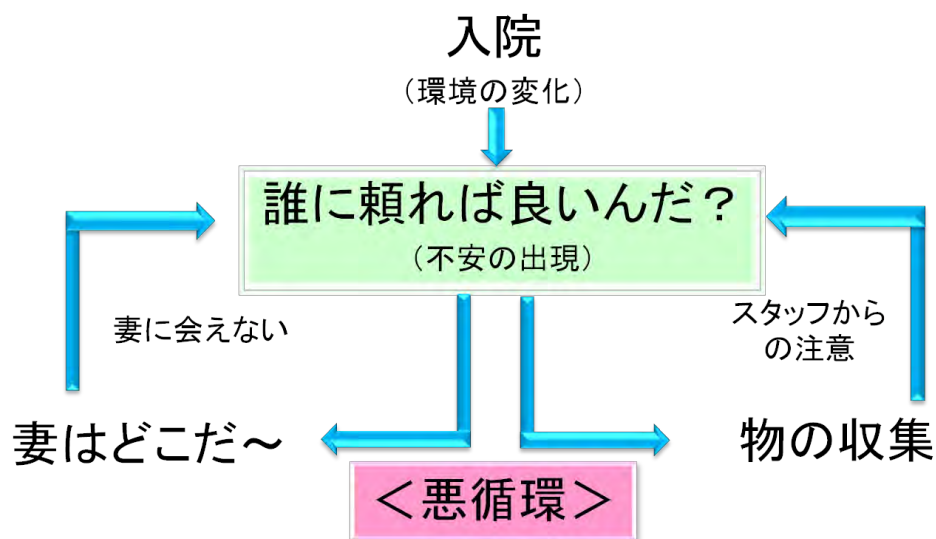 入院
（環境の変化）
誰に頼れば良いんだ？
（不安の出現）
妻に会えない
スタッフから
の注意
妻はどこだ～
物の収集
＜悪循環＞